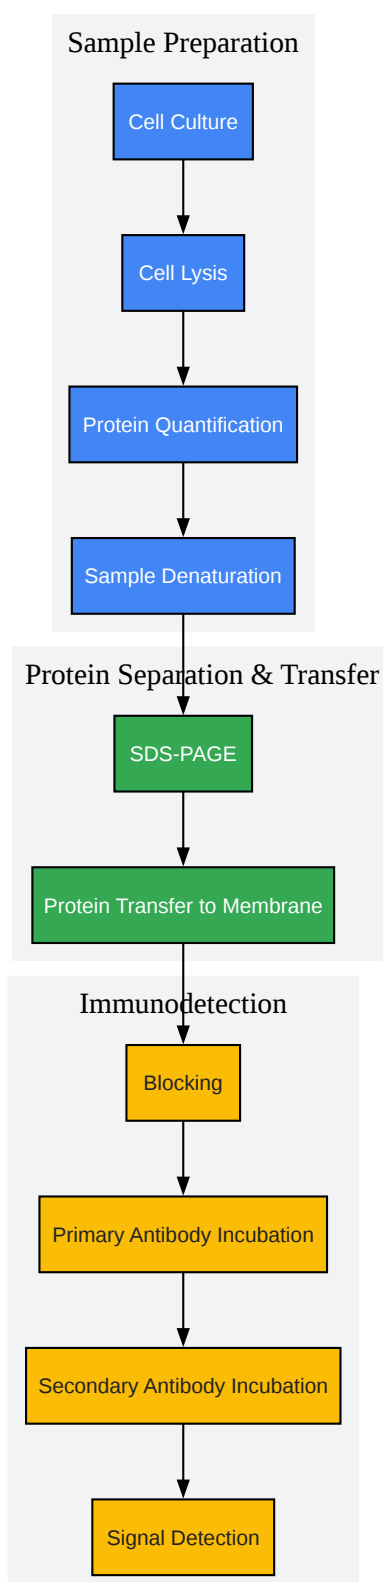 Sample Preparation
Cell Culture
Cell Lysis
Protein Quantification
Sample Denaturation
Protein Separation & Transfer
SDS-PAGE
Protein Transfer to Membrane
Immunodetection
Blocking
Primary Antibody Incubation
Secondary Antibody Incubation
Signal Detection